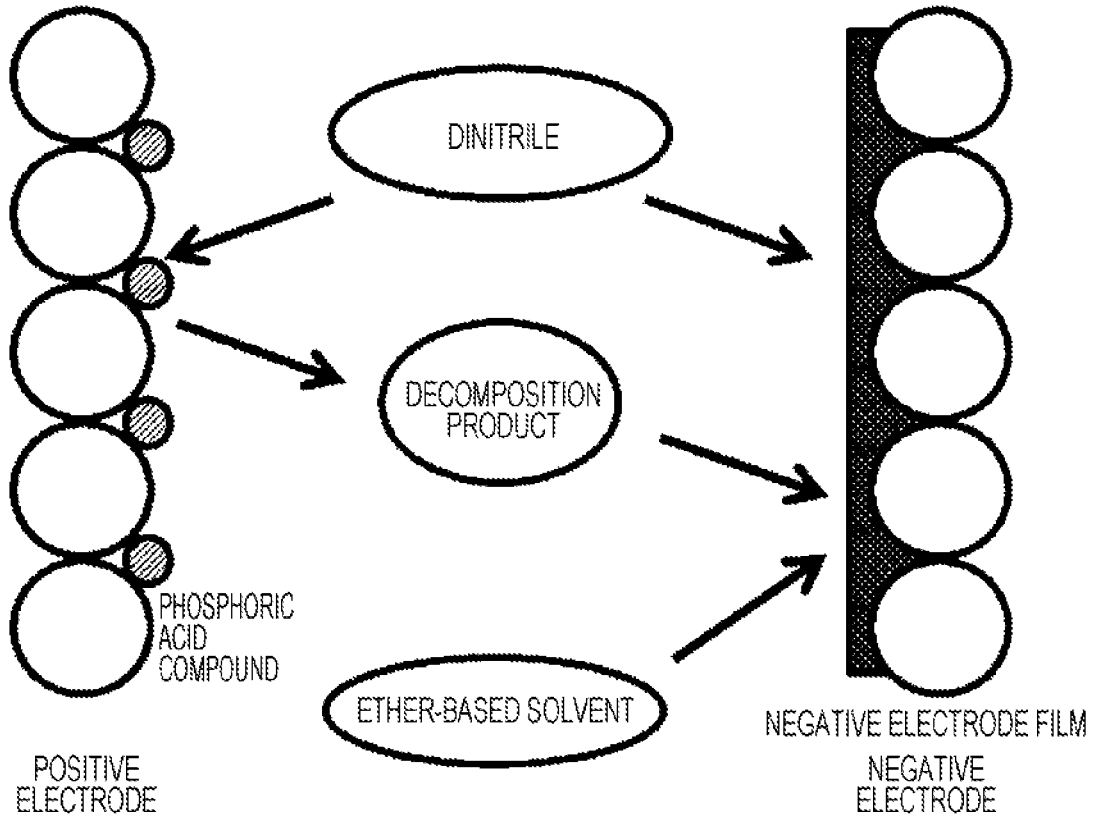 DINITRILE
DECOMPOSITION
PRODUCT
PHOSPHORIC
ACID
COMPOUND
ETHER-BASED SOLVENT
NEGATIVE ELECTRODE FILM
POSITIVE
ELECTRODE
NEGATIVE
ELECTRODE